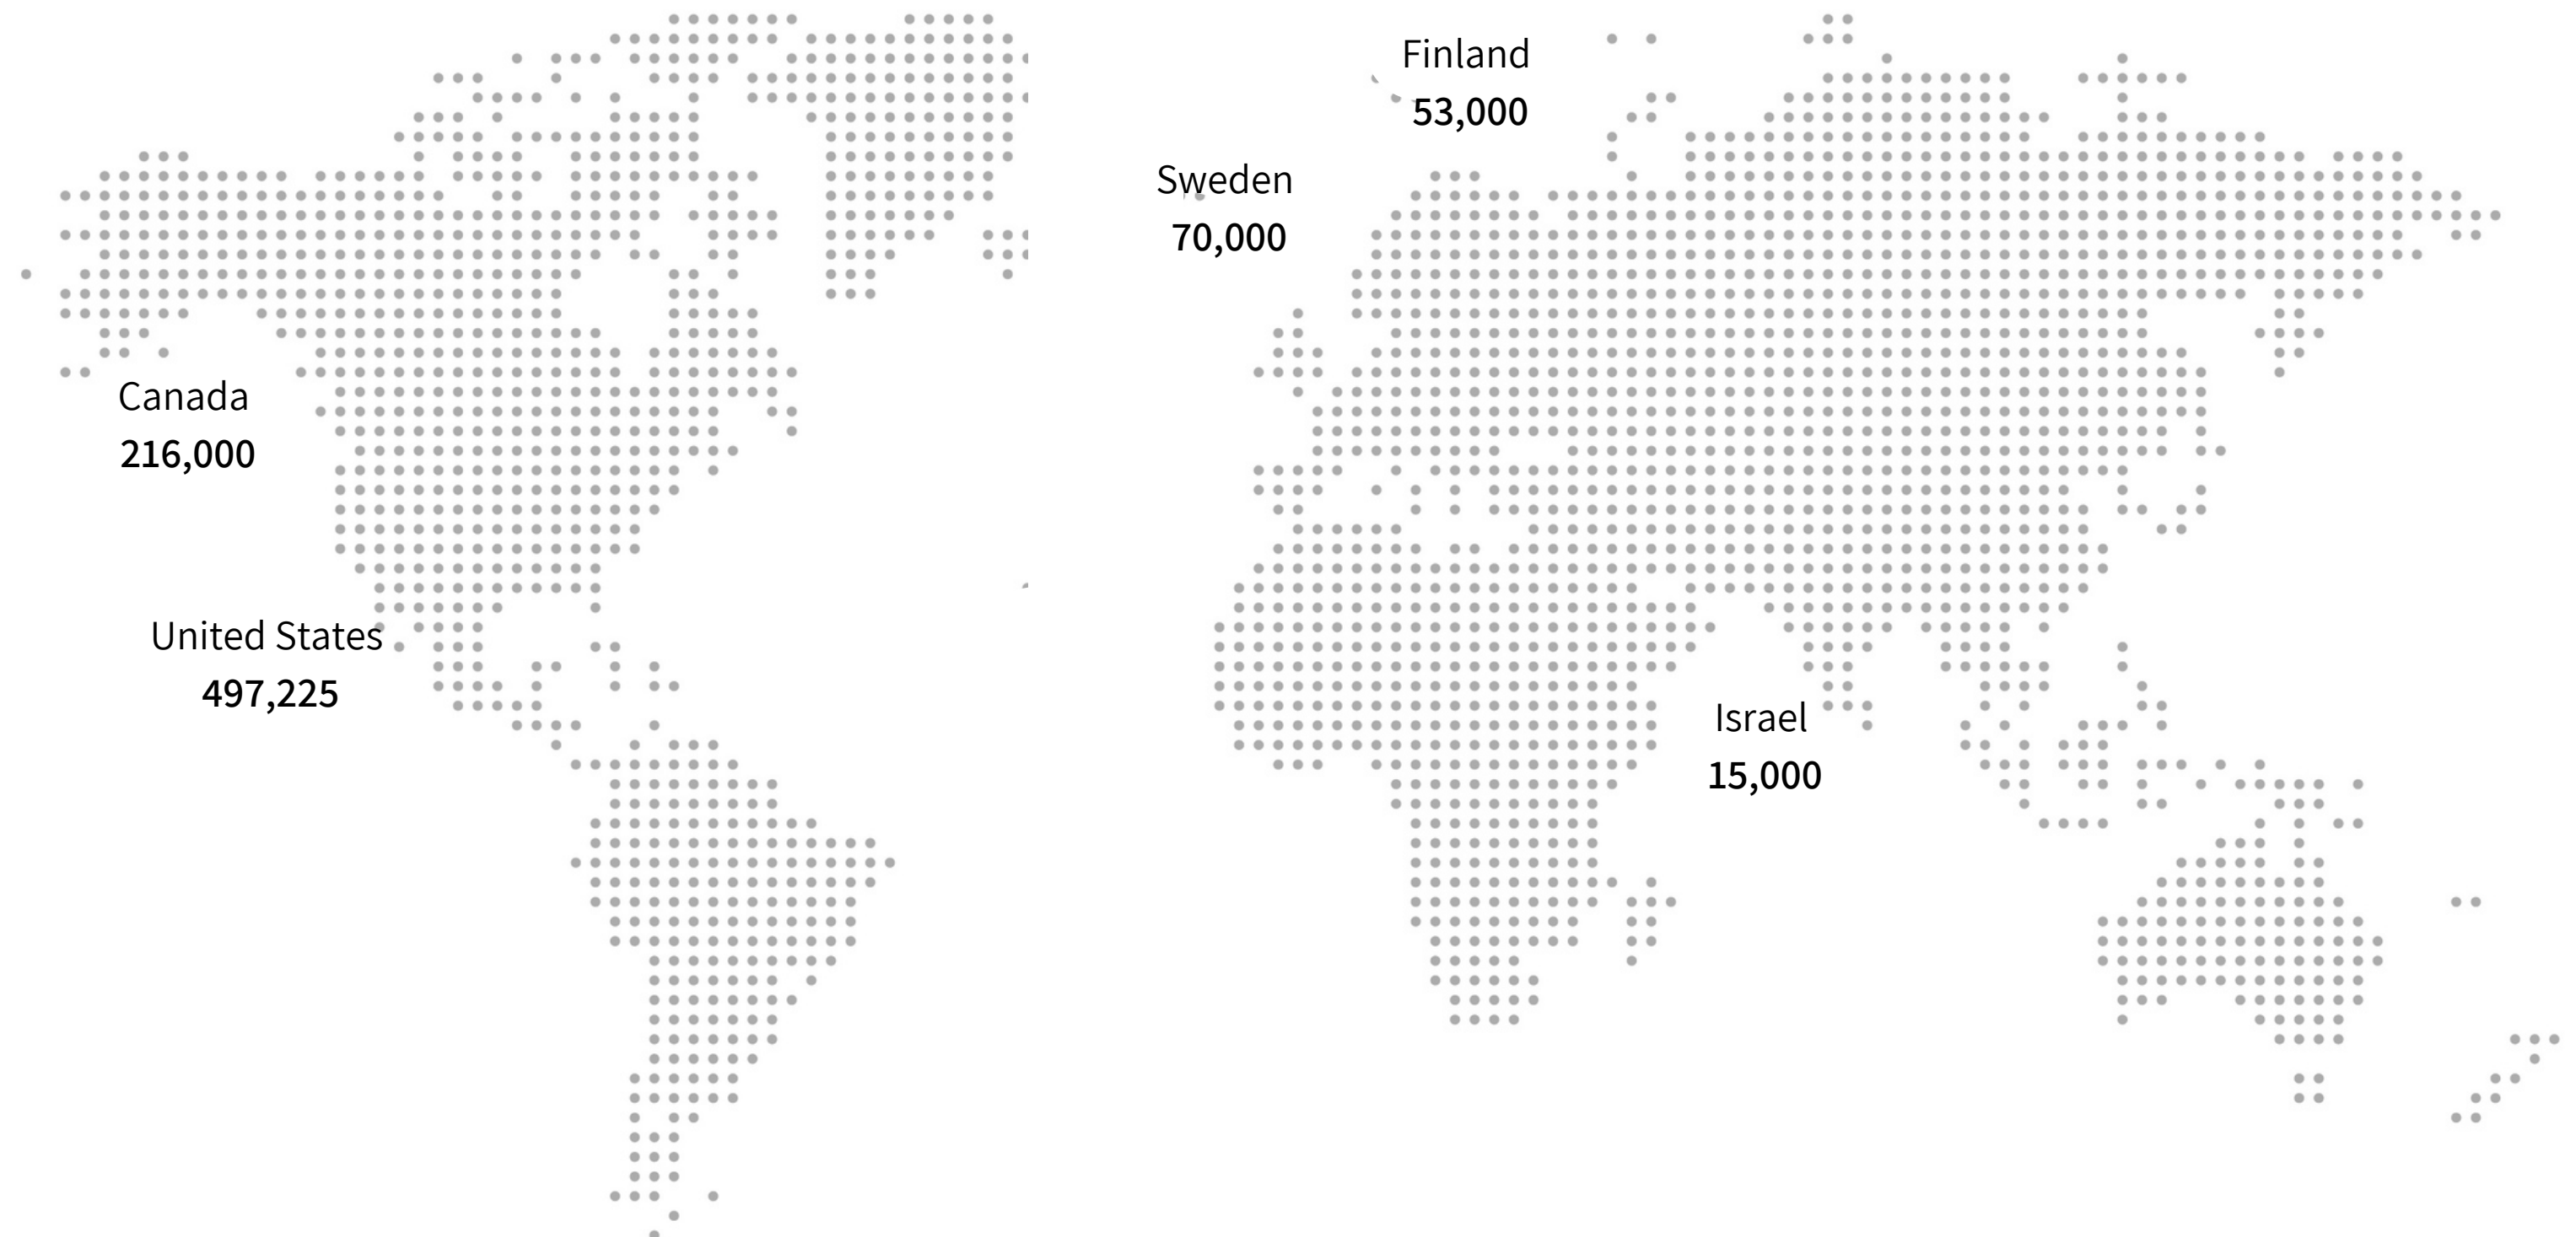 Finland
53,000
Sweden
70,000
Canada
216,000
United States
497,225
Israel
15,000